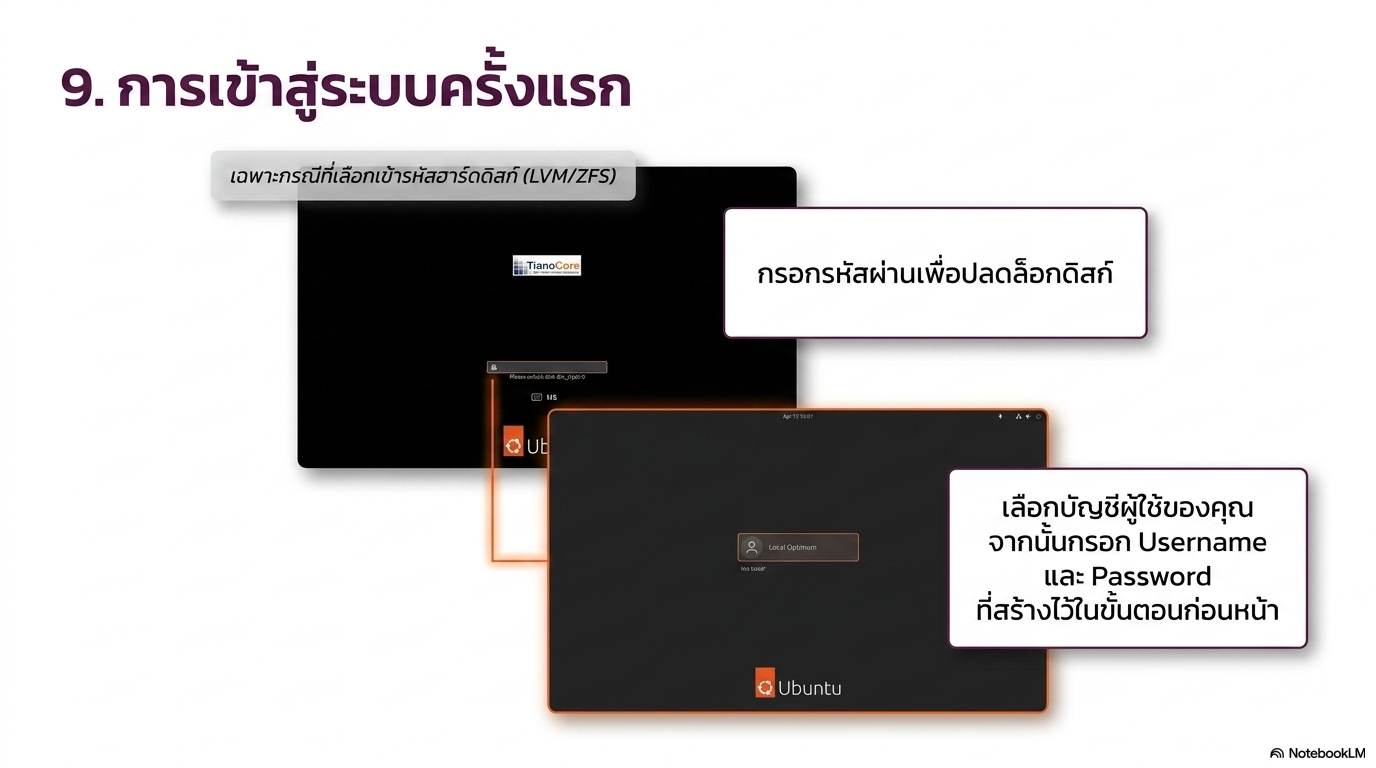 9. การเข้าสู่ระบบครั้งแรก
เฉพาะกรณีที่เลือกเข้ารหัสฮาร์ดดิสก์ (LVM/ZFS)
TianoCore
กรอกรหัสผ่านเพื่อปลดล็อกดิสก์
Ub
Local Optimum
เลือกบัญชีผู้ใช้ของคุณ
จากนั้นกรอก Username
และ Password
ที่สร้างไว้ในขั้นตอนก่อนหน้า
Ubuntu
NotebookLM